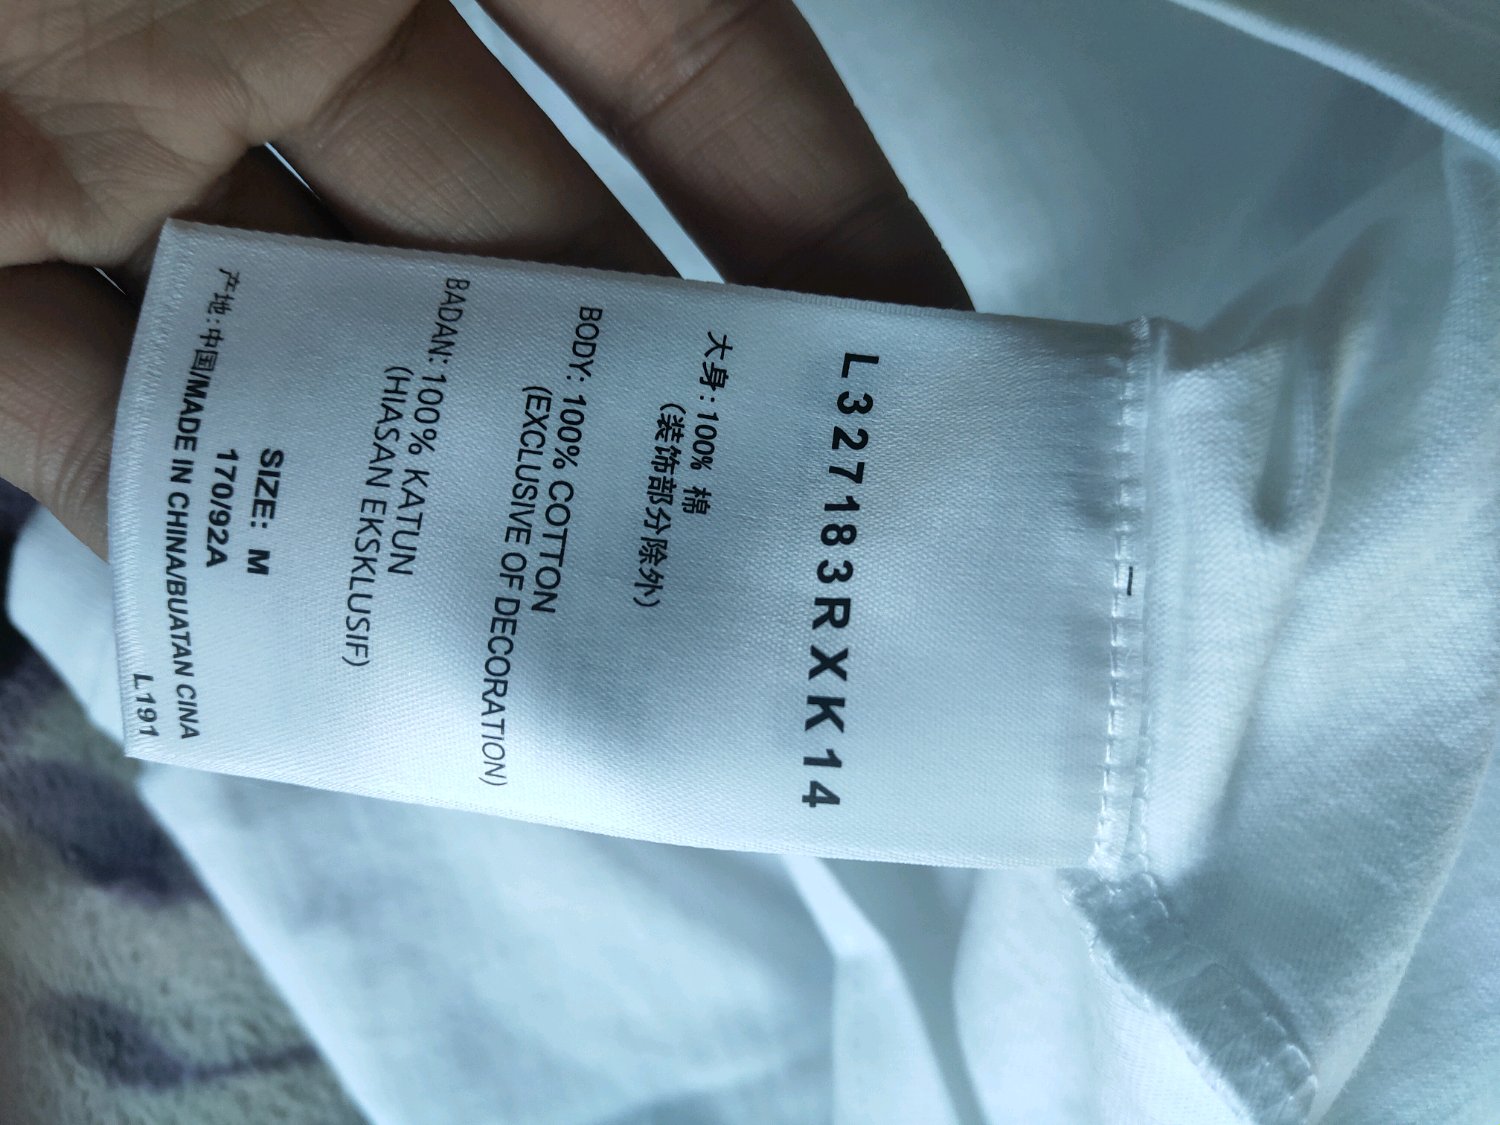 L327183RXK14
大身: 100% 棉
(装饰部分除外)
BODY: 100% COTTON
(EXCLUSIVE OF DECORATION)
BADAN: 100% KATUN
(HIASAN EKSKLUSIF)
SIZE: M
170/92A
产地:中国/MADE IN CHINA/BUATAN CINA
L191